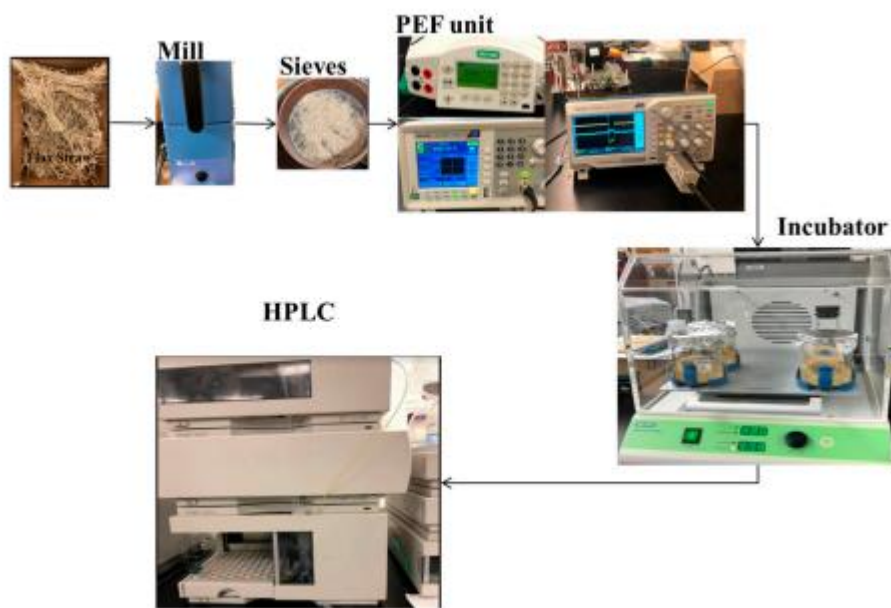 PEF unit
Mill
Sieves
Flax Straw
Incubator
HPLC